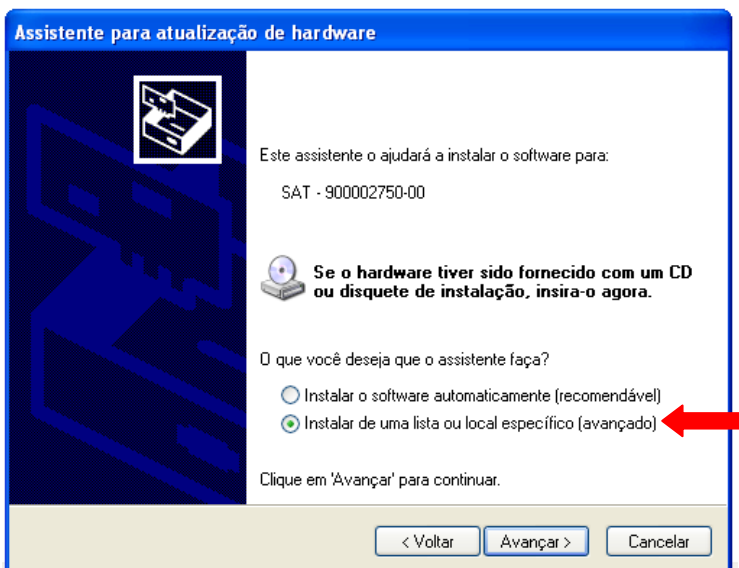 Assistente para atualização de hardware
Este assistente o ajudará a instalar o software para:
SAT - 900002750-00
Se o hardware tiver sido fornecido com um CD
ou disquete de instalação, insira-o agora.
O que você deseja que o assistente faça?
Instalar o software automaticamente (recomendável)
Instalar de uma lista ou local específico (avançado)
Clique em 'Avançar' para continuar.
< Voltar Avançar > Cancelar